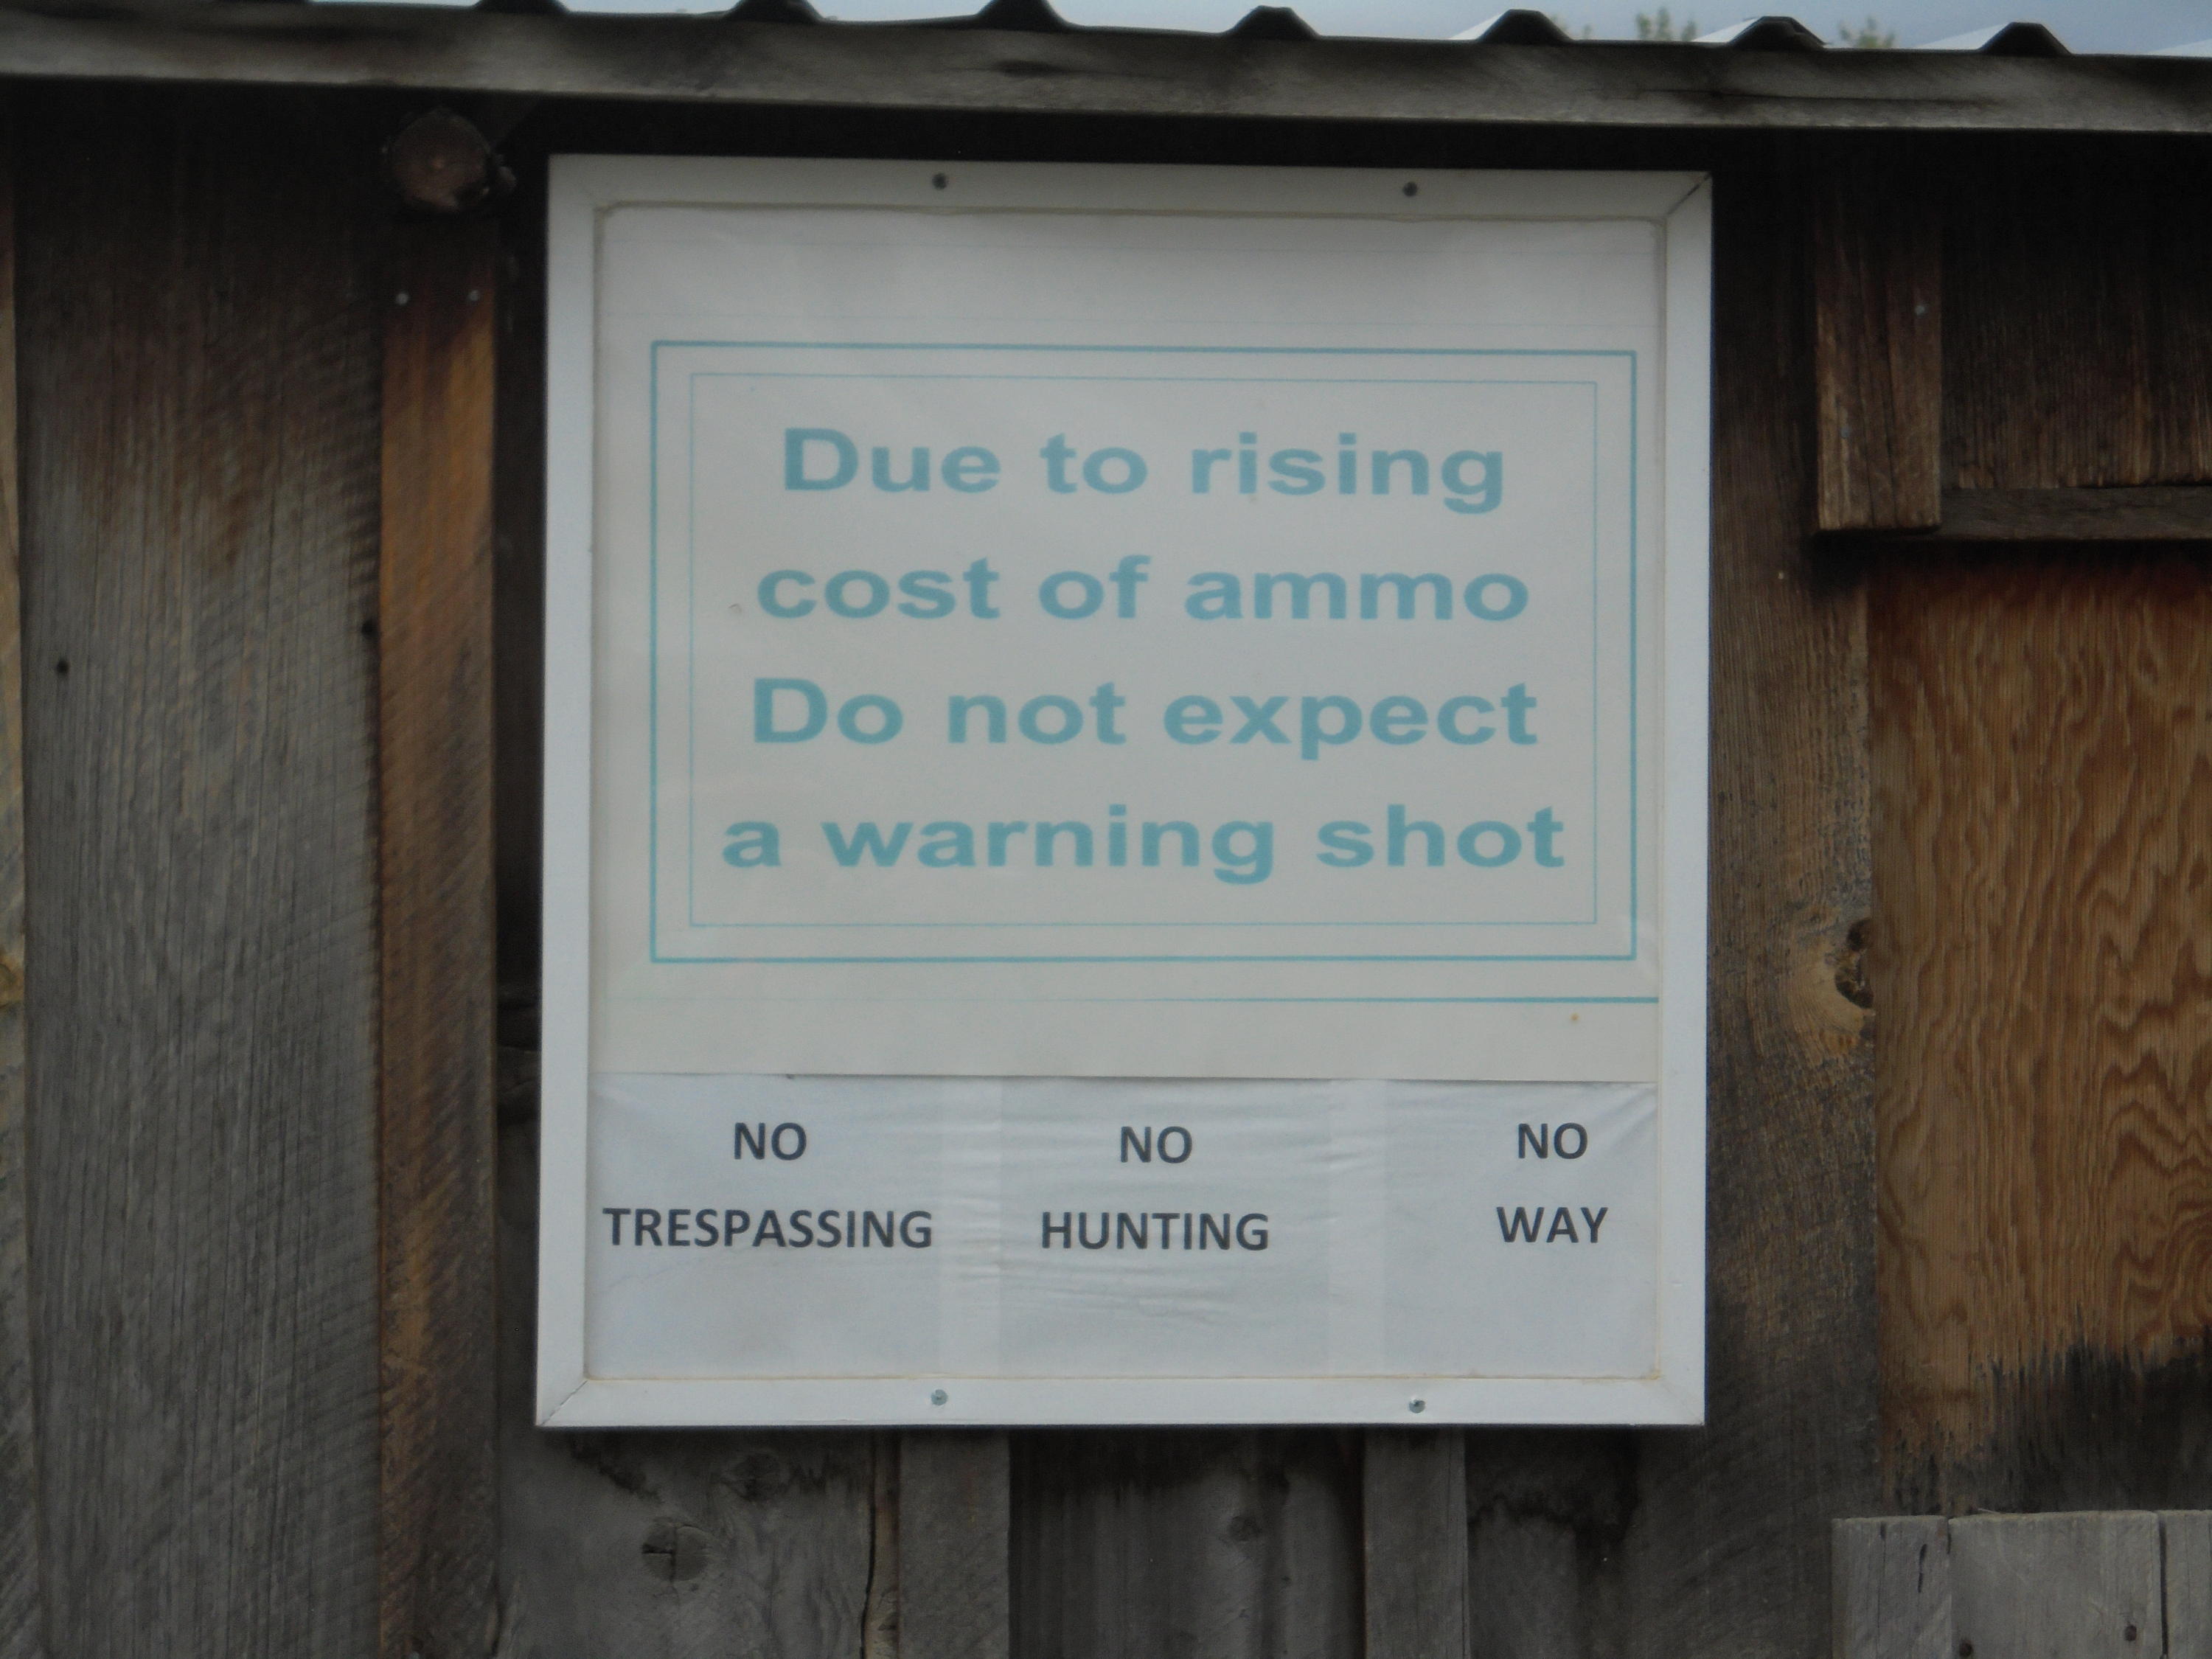 Due to rising
cost of ammo
Do not expect
a warning shot
NO NO NO
TRESPASSING HUNTING WAY